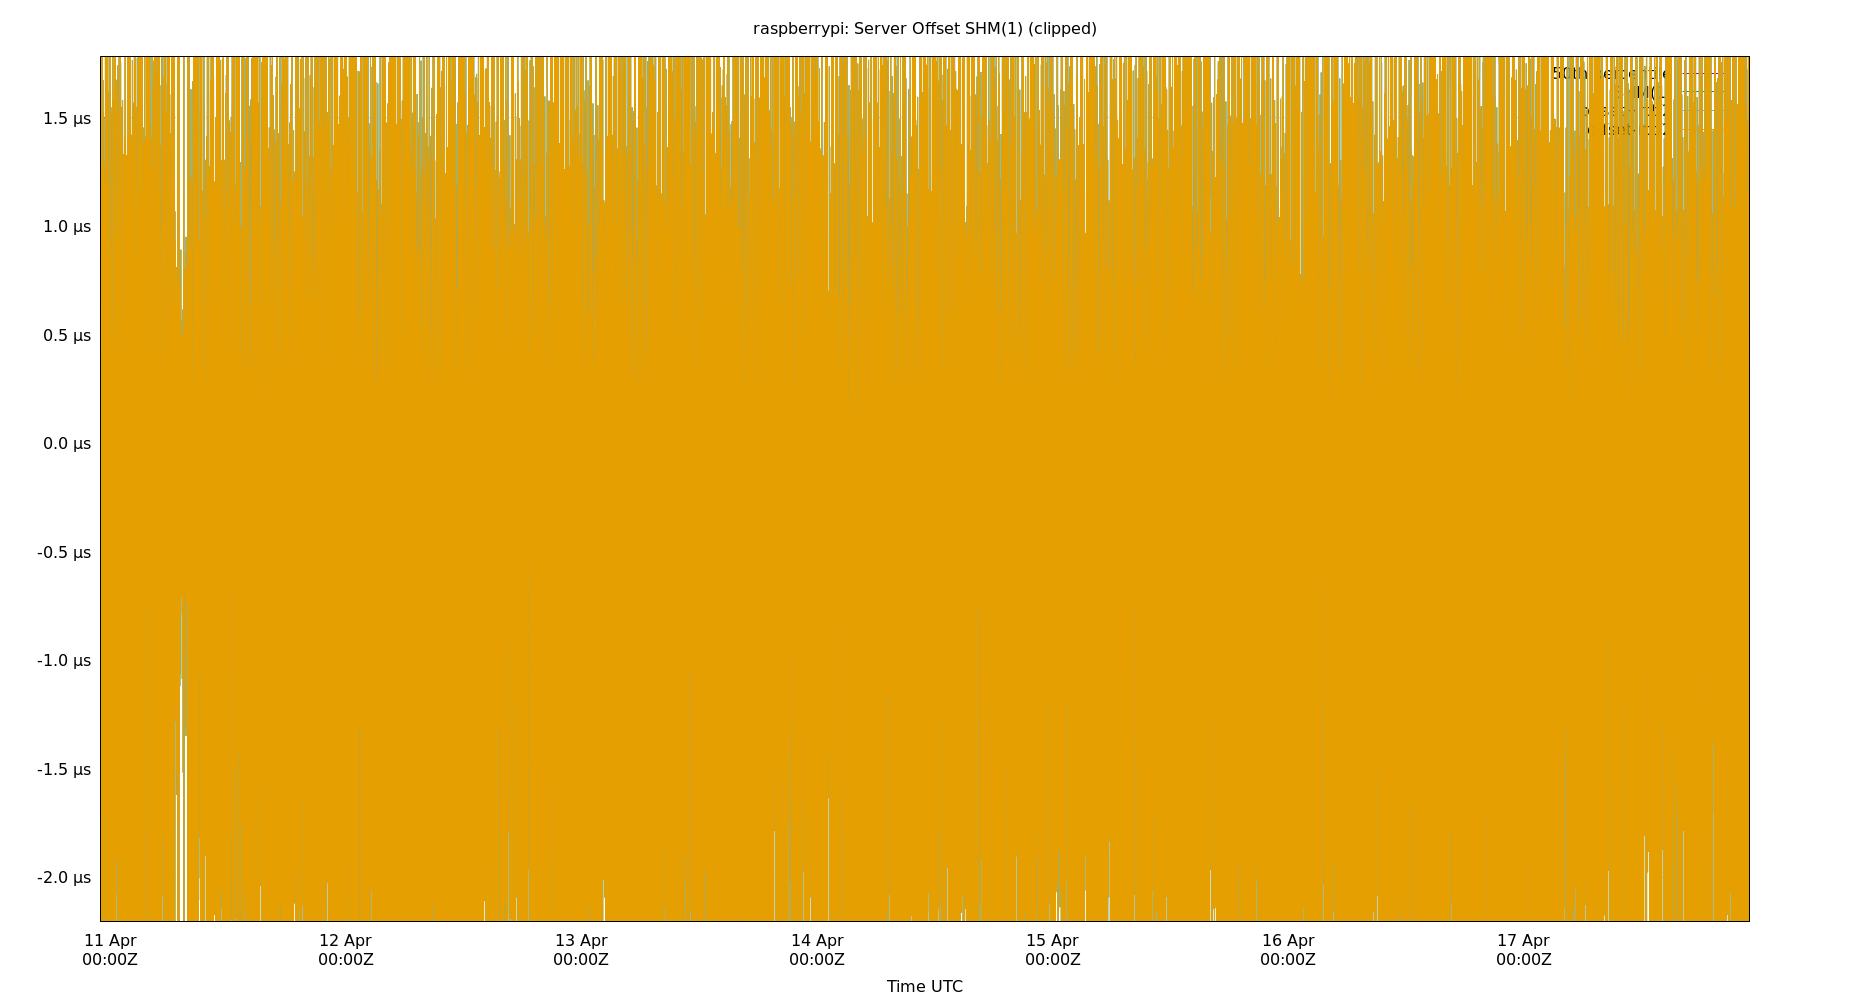 raspberrypi: Server Offset SHM(1) (clipped)
50th percentile
1.5 µs
1.0 µs
0.5 µs
0.0 µs
-0.5 µs
-1.0 µs
-1.5 µs
-2.0 µs
11 Apr 12 Apr 13 Apr 14 Apr 15 Apr 16 Apr 17 Apr
00:00Z 00:00Z 00:00Z 00:00Z 00:00Z 00:00Z 00:00Z
Time UTC